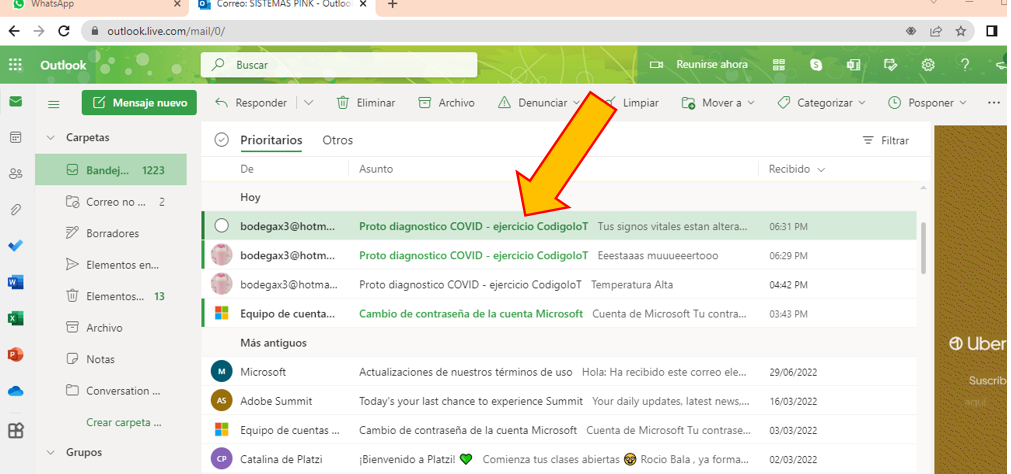 WhatsApp
Correo: SISTEMAS PINK - Outloo
outlook.live.com/mail/0/
Outlook
Buscar
Reunirse ahora
Mensaje nuevo
Responder
Eliminar
Archivo
Denunciar
Limpiar
Mover a
Categorizar
Posponer
Carpetas
Prioritarios
Otros
Filtrar
Bandej... 1223
De
Asunto
Recibido
Hoy
Correo no ... 2
bodegax3@hotm... Proto diagnostico COVID - ejercicio CodigoIoT Tus signos vitales estan altera... 06:31 PM
Borradores
bodegax3@hotm... Proto diagnostico COVID - ejercicio CodigoIoT Eeestaaas muuueeertooo 06:29 PM
Elementos en...
bodegax3@hotma... Proto diagnostico COVID - ejercicio CodigoIoT Temperatura Alta 04:42 PM
Elementos... 13
Equipo de cuenta... Cambio de contraseña de la cuenta Microsoft Cuenta de Microsoft Tu contra... 03:43 PM
Archivo
Más antiguos
Notas
M Microsoft Actualizaciones de nuestros términos de uso Hola: Ha recibido este correo ele... 29/06/2022
Conversation ...
AS Adobe Summit Today's your last chance to experience Summit Your daily updates, latest news,... 16/03/2022
Crear carpeta ...
Equipo de cuentas ... Cambio de contraseña de la cuenta Microsoft Cuenta de Microsoft Tu contrase... 03/03/2022
Grupos
CP Catalina de Platzi ¡Bienvenido a Platzi! 💚 Comienza tus clases abiertas 🤓 Rocio Bala , ya forma... 02/03/2022
Uber
Suscrib
aquí